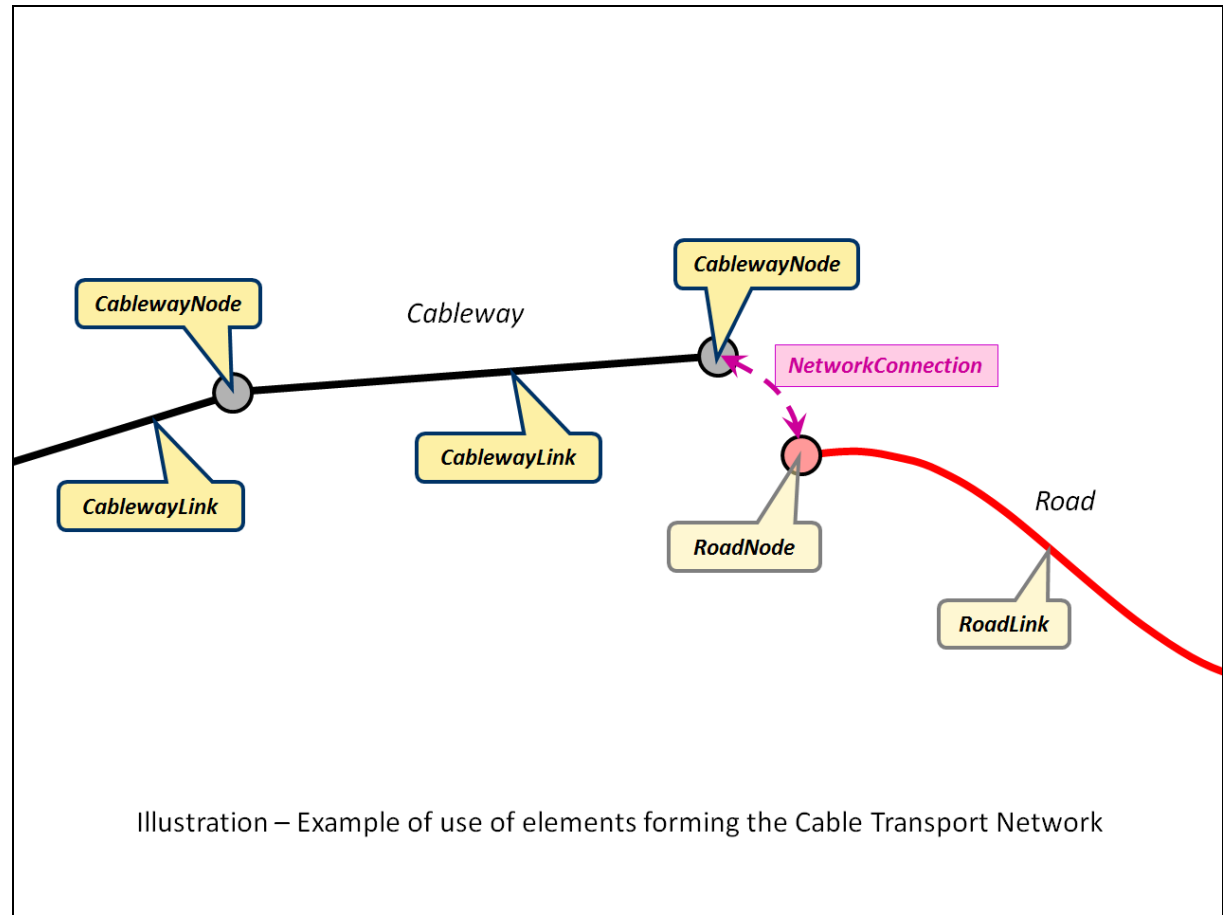 CablewayNode
CablewayNode
Cableway
NetworkConnection
CablewayLink
CablewayLink
Road
RoadNode
RoadLink
Illustration – Example of use of elements forming the Cable Transport Network